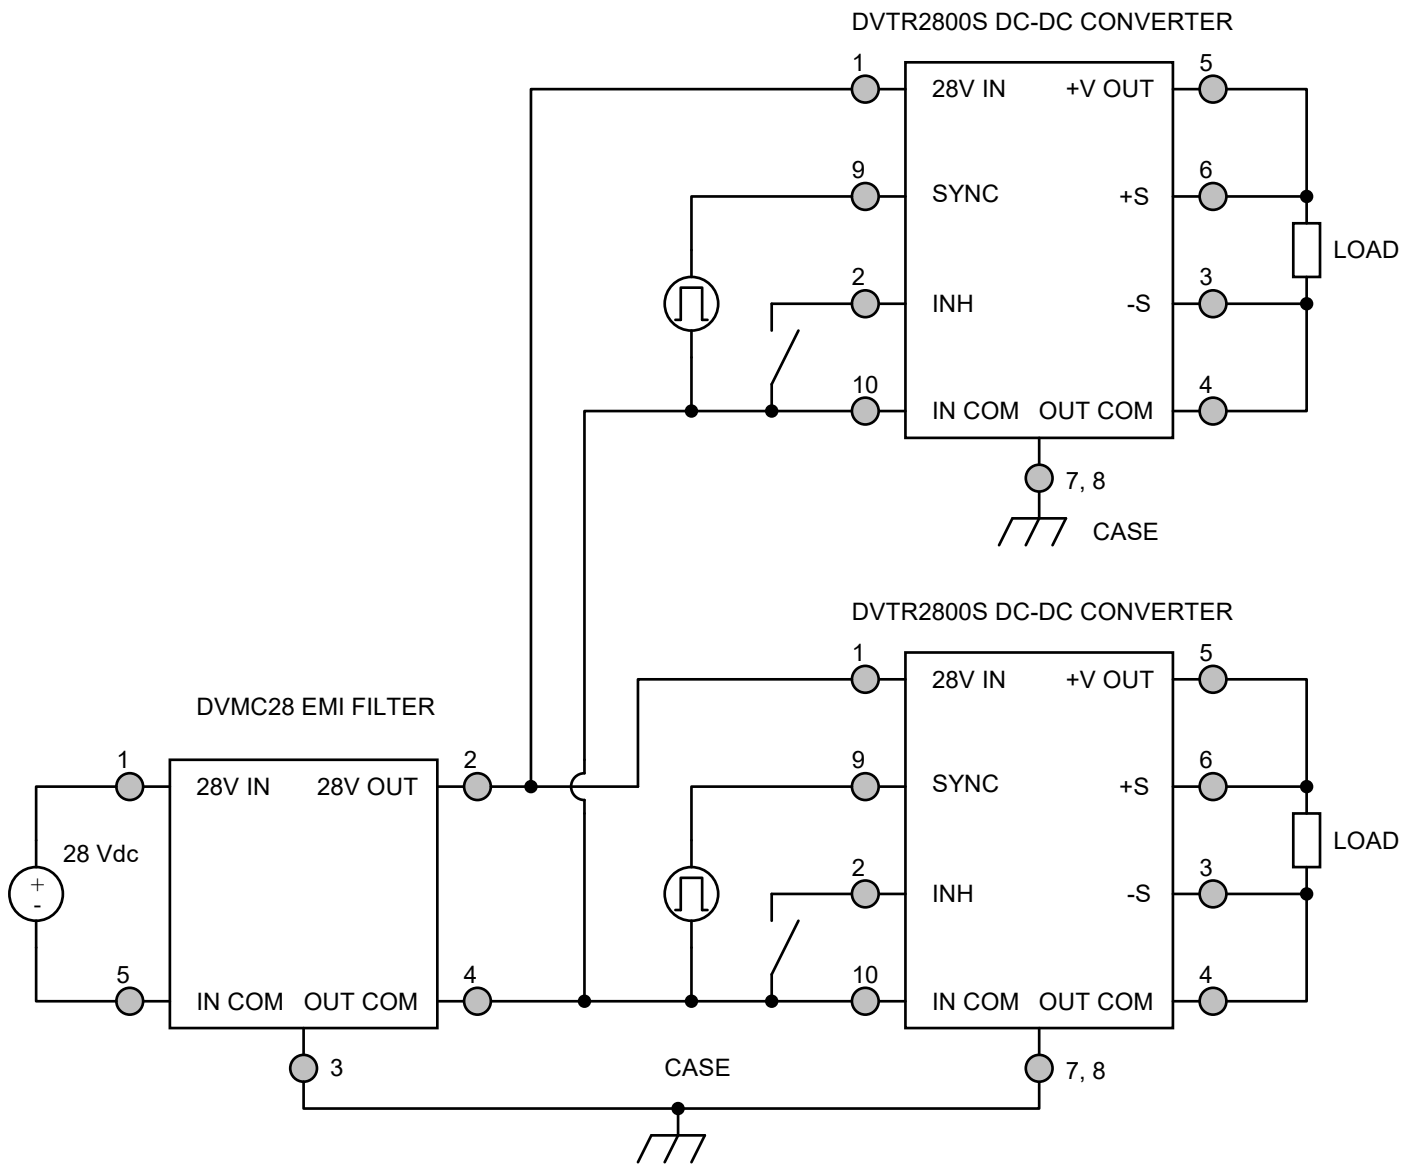 DVTR2800S DC-DC CONVERTER
1 5
28V IN +V OUT
9 6
SYNC +S
LOAD
2 3
INH -S
10 4
IN COM OUT COM
7, 8
CASE
DVTR2800S DC-DC CONVERTER
1 5
28V IN +V OUT
DVMC28 EMI FILTER
1 2 9 6
28V IN 28V OUT SYNC +S
28 Vdc LOAD
2 3
+
-
INH -S
5 4 10 4
IN COM OUT COM IN COM OUT COM
3 CASE 7, 8